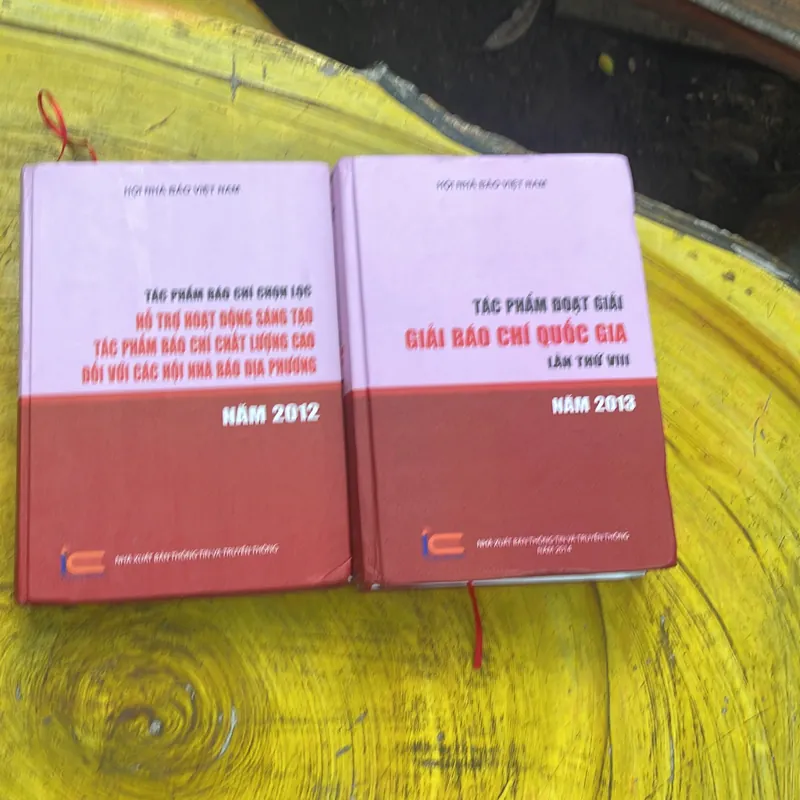 HỘI NHÀ BÁO VIỆT NAM
TÁC PHẨM BÁO CHÍ CHỌN LỌC
HỖ TRỢ HOẠT ĐỘNG SÁNG TẠO
TÁC PHẨM BÁO CHÍ CHẤT LƯỢNG CAO
ĐỐI VỚI CÁC HỘI NHÀ BÁO ĐỊA PHƯƠNG
NĂM 2012
NHÀ XUẤT BẢN THÔNG TIN VÀ TRUYỀN THÔNG
HỘI NHÀ BÁO VIỆT NAM
TÁC PHẨM ĐOẠT GIẢI
GIẢI BÁO CHÍ QUỐC GIA
LẦN THỨ VIII
NĂM 2013
NHÀ XUẤT BẢN THÔNG TIN VÀ TRUYỀN THÔNG
NĂM 2014